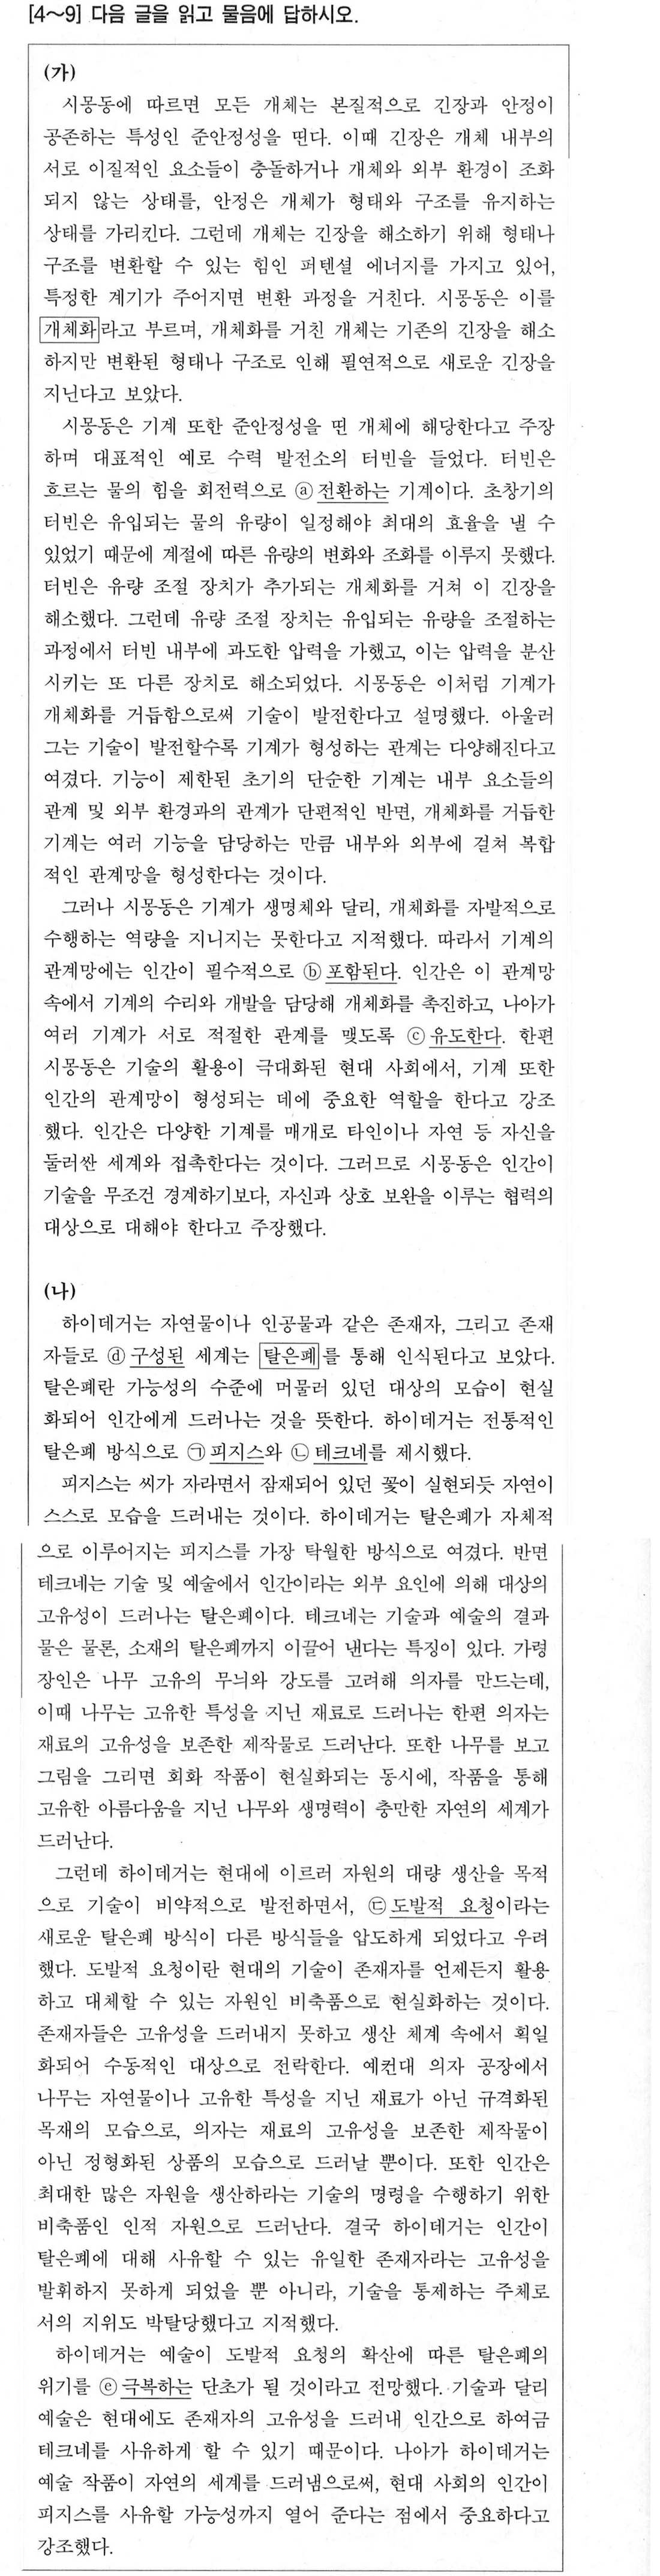 [4~9] 다음 글을 읽고 물음에 답하시오.
(가)
시몽동에 따르면 모든 개체는 본질적으로 긴장과 안정이
공존하는 특성인 준안정성을 띤다. 이때 긴장은 개체 내부의
서로 이질적인 요소들이 충돌하거나 개체와 외부 환경이 조화
되지 않는 상태를, 안정은 개체가 형태와 구조를 유지하는
상태를 가리킨다. 그런데 개체는 긴장을 해소하기 위해 형태나
구조를 변환할 수 있는 힘인 퍼텐셜 에너지를 가지고 있어,
특정한 계기가 주어지면 변환 과정을 거친다. 시몽동은 이를
개체화라고 부르며, 개체화를 거친 개체는 기존의 긴장을 해소
하지만 변환된 형태나 구조로 인해 필연적으로 새로운 긴장을
지닌다고 보았다.
시몽동은 기계 또한 준안정성을 띤 개체에 해당한다고 주장
하며 대표적인 예로 수력 발전소의 터빈을 들었다. 터빈은
흐르는 물의 힘을 회전력으로 ⓐ전환하는 기계이다. 초창기의
터빈은 유입되는 물의 유량이 일정해야 최대의 효율을 낼 수
있었기 때문에 계절에 따른 유량의 변화와 조화를 이루지 못했다.
터빈은 유량 조절 장치가 추가되는 개체화를 거쳐 이 긴장을
해소했다. 그런데 유량 조절 장치는 유입되는 유량을 조절하는
과정에서 터빈 내부에 과도한 압력을 가했고, 이는 압력을 분산
시키는 또 다른 장치로 해소되었다. 시몽동은 이처럼 기계가
개체화를 거듭함으로써 기술이 발전한다고 설명했다. 아울러
그는 기술이 발전할수록 기계가 형성하는 관계는 다양해진다고
여겼다. 기능이 제한된 초기의 단순한 기계는 내부 요소들의
관계 및 외부 환경과의 관계가 단편적인 반면, 개체화를 거듭한
기계는 여러 기능을 담당하는 만큼 내부와 외부에 걸쳐 복합
적인 관계망을 형성한다는 것이다.
그러나 시몽동은 기계가 생명체와 달리, 개체화를 자발적으로
수행하는 역량을 지니지는 못한다고 지적했다. 따라서 기계의
관계망에는 인간이 필수적으로 ⓑ포함된다. 인간은 이 관계망
속에서 기계의 수리와 개발을 담당해 개체화를 촉진하고, 나아가
여러 기계가 서로 적절한 관계를 맺도록 ⓒ유도한다. 한편
시몽동은 기술의 활용이 극대화된 현대 사회에서, 기계 또한
인간의 관계망이 형성되는 데에 중요한 역할을 한다고 강조
했다. 인간은 다양한 기계를 매개로 타인이나 자연 등 자신을
둘러싼 세계와 접촉한다는 것이다. 그러므로 시몽동은 인간이
기술을 무조건 경계하기보다, 자신과 상호 보완을 이루는 협력의
대상으로 대해야 한다고 주장했다.
(나)
하이데거는 자연물이나 인공물과 같은 존재자, 그리고 존재
자들로 ⓓ구성된 세계는 탈은폐를 통해 인식된다고 보았다.
탈은폐란 가능성의 수준에 머물러 있던 대상의 모습이 현실
화되어 인간에게 드러나는 것을 뜻한다. 하이데거는 전통적인
탈은폐 방식으로 ㉠피지스와 ㉡테크네를 제시했다.
피지스는 씨가 자라면서 잠재되어 있던 꽃이 실현되듯 자연이
스스로 모습을 드러내는 것이다. 하이데거는 탈은폐가 자체적
으로 이루어지는 피지스를 가장 탁월한 방식으로 여겼다. 반면
테크네는 기술 및 예술에서 인간이라는 외부 요인에 의해 대상의
고유성이 드러나는 탈은폐이다. 테크네는 기술과 예술의 결과
물은 물론, 소재의 탈은폐까지 이끌어 낸다는 특징이 있다. 가령
장인은 나무 고유의 무늬와 강도를 고려해 의자를 만드는데,
이때 나무는 고유한 특성을 지닌 재료로 드러나는 한편 의자는
재료의 고유성을 보존한 제작물로 드러난다. 또한 나무를 보고
그림을 그리면 회화 작품이 현실화되는 동시에, 작품을 통해
고유한 아름다움을 지닌 나무와 생명력이 충만한 자연의 세계가
드러난다.
그런데 하이데거는 현대에 이르러 자원의 대량 생산을 목적
으로 기술이 비약적으로 발전하면서, ㉢도발적 요청이라는
새로운 탈은폐 방식이 다른 방식들을 압도하게 되었다고 우려
했다. 도발적 요청이란 현대의 기술이 존재자를 언제든지 활용
하고 대체할 수 있는 자원인 비축품으로 현실화하는 것이다.
존재자들은 고유성을 드러내지 못하고 생산 체계 속에서 획일
화되어 수동적인 대상으로 전락한다. 예컨대 의자 공장에서
나무는 자연물이나 고유한 특성을 지닌 재료가 아닌 규격화된
목재의 모습으로, 의자는 재료의 고유성을 보존한 제작물이
아닌 정형화된 상품의 모습으로 드러날 뿐이다. 또한 인간은
최대한 많은 자원을 생산하라는 기술의 명령을 수행하기 위한
비축품인 인적 자원으로 드러난다. 결국 하이데거는 인간이
탈은폐에 대해 사유할 수 있는 유일한 존재자라는 고유성을
발휘하지 못하게 되었을 뿐 아니라, 기술을 통제하는 주체로
서의 지위도 박탈당했다고 지적했다.
하이데거는 예술이 도발적 요청의 확산에 따른 탈은폐의
위기를 ⓔ극복하는 단초가 될 것이라고 전망했다. 기술과 달리
예술은 현대에도 존재자의 고유성을 드러내 인간으로 하여금
테크네를 사유하게 할 수 있기 때문이다. 나아가 하이데거는
예술 작품이 자연의 세계를 드러냄으로써, 현대 사회의 인간이
피지스를 사유할 가능성까지 열어 준다는 점에서 중요하다고
강조했다.